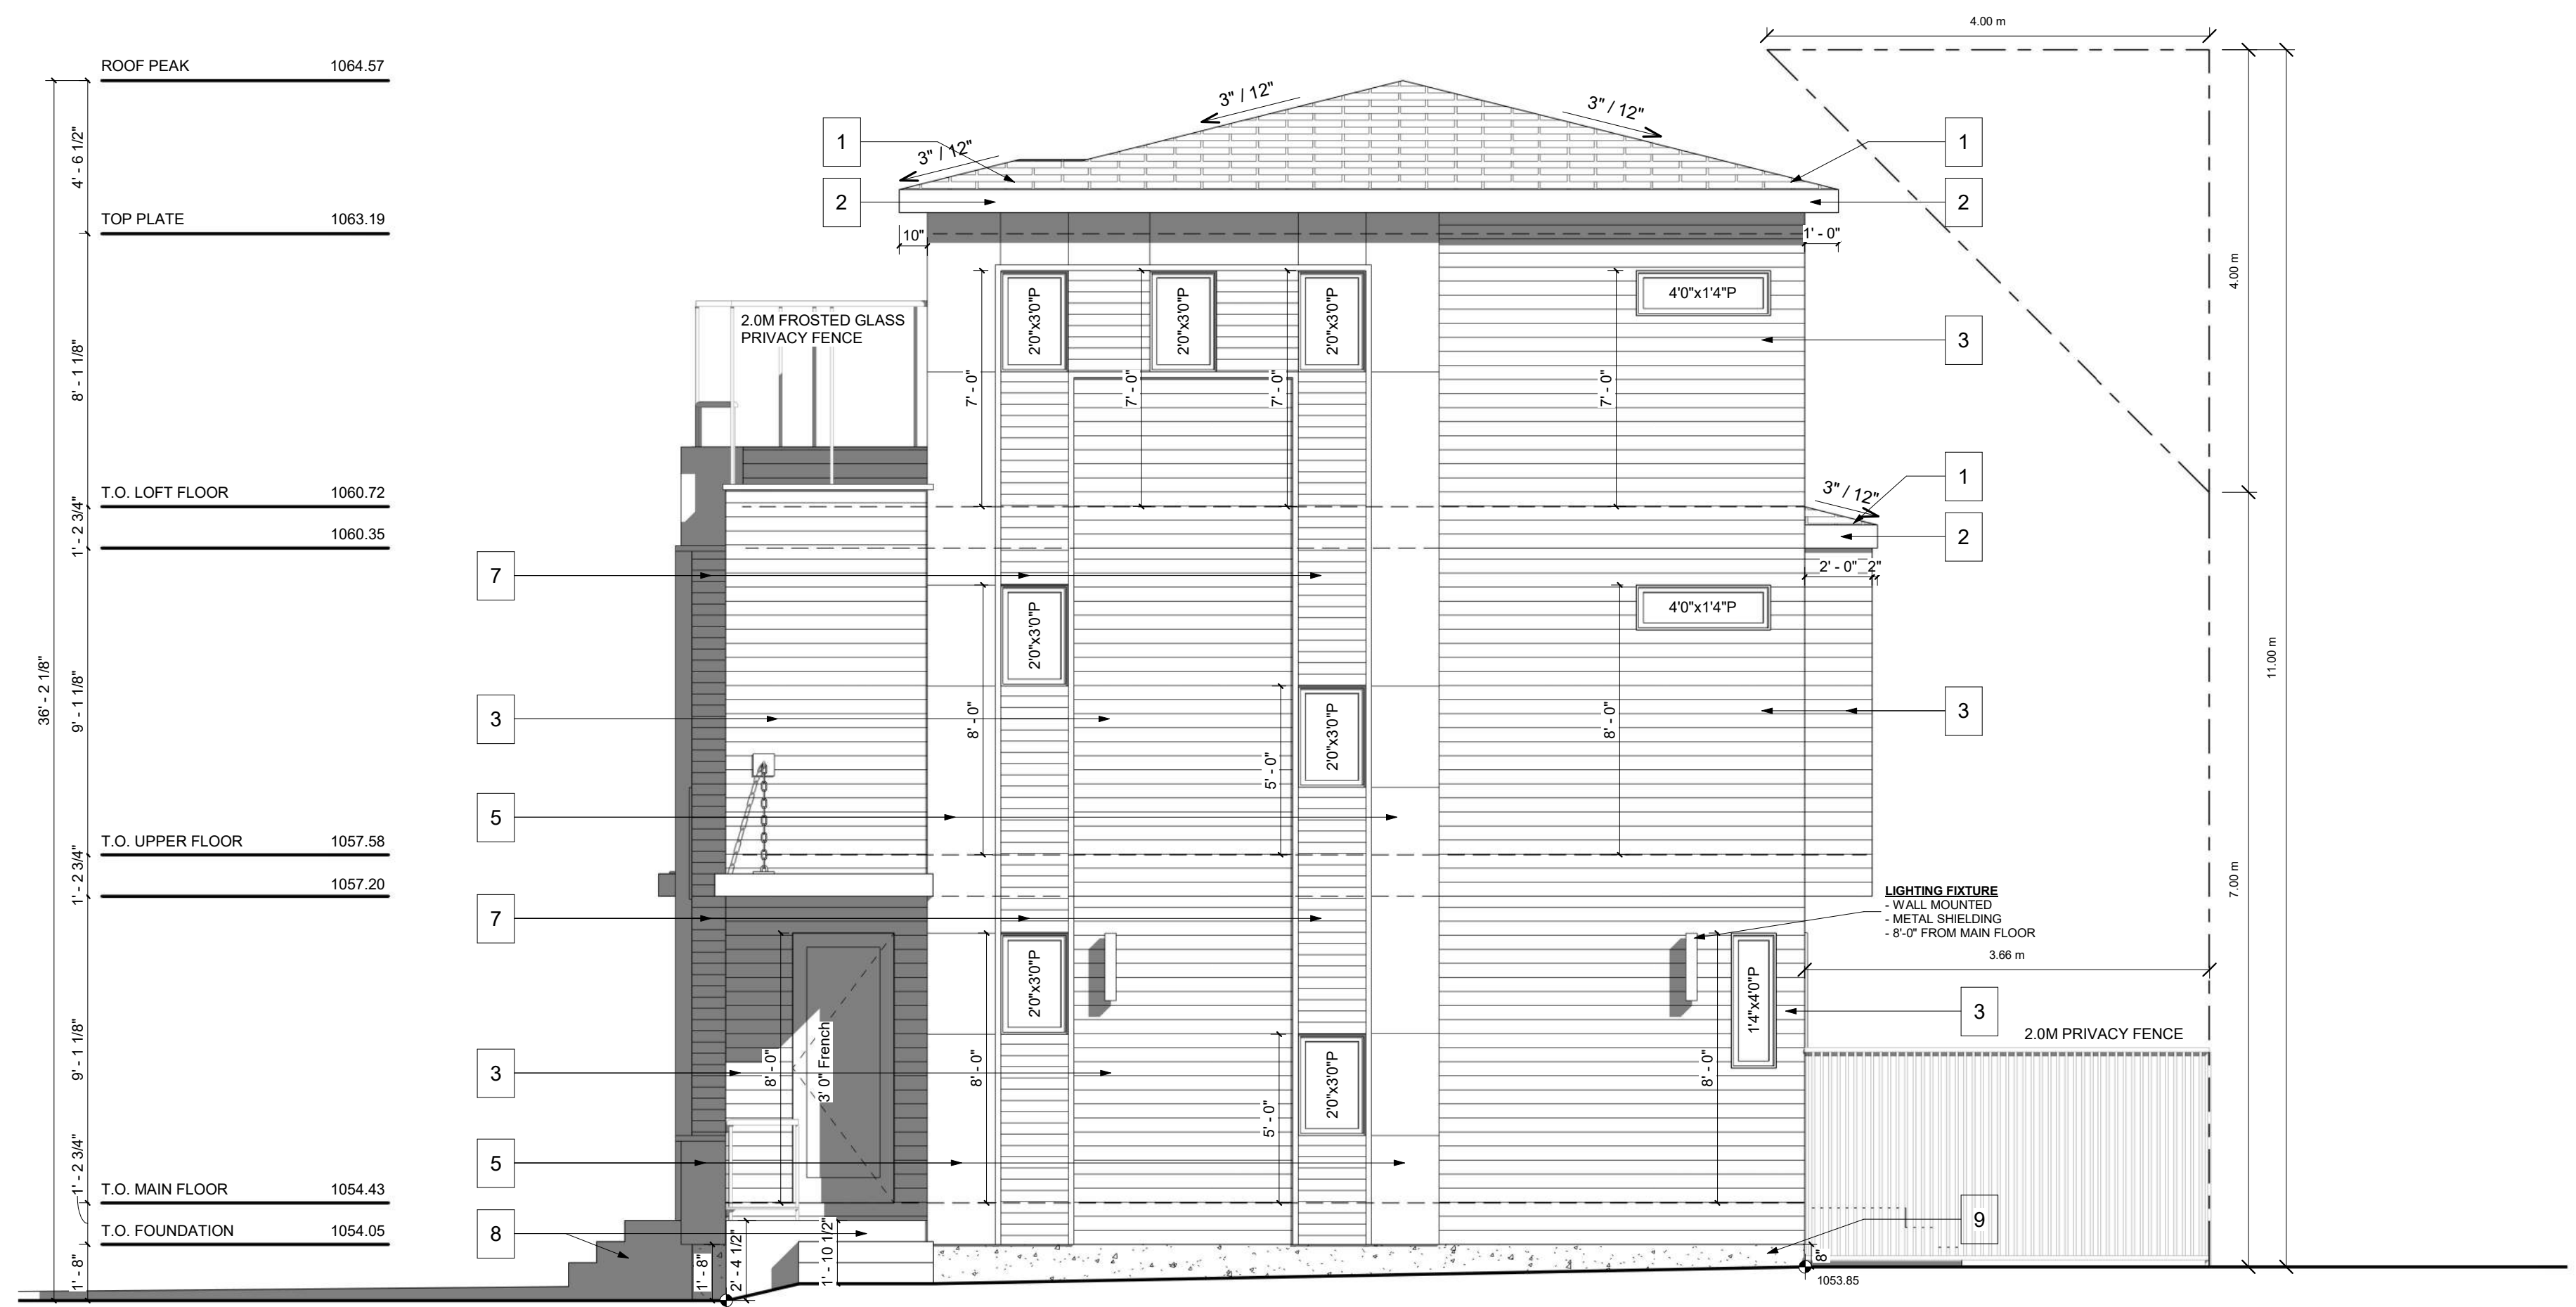 4.00 m
ROOF PEAK 1064.57
3" / 12"
3" / 12"
3" / 12"
1
1
4' - 6 1/2"
2
2
TOP PLATE 1063.19
10"
1' - 0"
4.00 m
2'0"x3'0"P
2'0"x3'0"P
2'0"x3'0"P
4'0"x1'4"P
2.0M FROSTED GLASS
PRIVACY FENCE
3
8' - 1 1/8"
7' - 0"
7' - 0"
7' - 0"
7' - 0"
1
3" / 12"
T.O. LOFT FLOOR 1060.72
1' - 2 3/4"
1060.35
2
7
2' - 0"
2"
4'0"x1'4"P
2'0"x3'0"P
36' - 2 1/8"
9' - 1 1/8"
11.00 m
3
3
8' - 0"
8' - 0"
2'0"x3'0"P
5' - 0"
5
T.O. UPPER FLOOR 1057.58
1' - 2 3/4"
1057.20
7.00 m
LIGHTING FIXTURE
- WALL MOUNTED
- METAL SHIELDING
- 8'-0" FROM MAIN FLOOR
7
3.66 m
2'0"x3'0"P
1'4"x4'0"P
3
2.0M PRIVACY FENCE
9' - 1 1/8"
3
8' - 0"
3' 0" French
8' - 0"
8' - 0"
2'0"x3'0"P
5' - 0"
5
1' - 2 3/4"
T.O. MAIN FLOOR 1054.43
T.O. FOUNDATION 1054.05
8
9
1' - 8"
1' - 8"
2' - 4 1/2"
1' - 10 1/2"
8"
1053.85